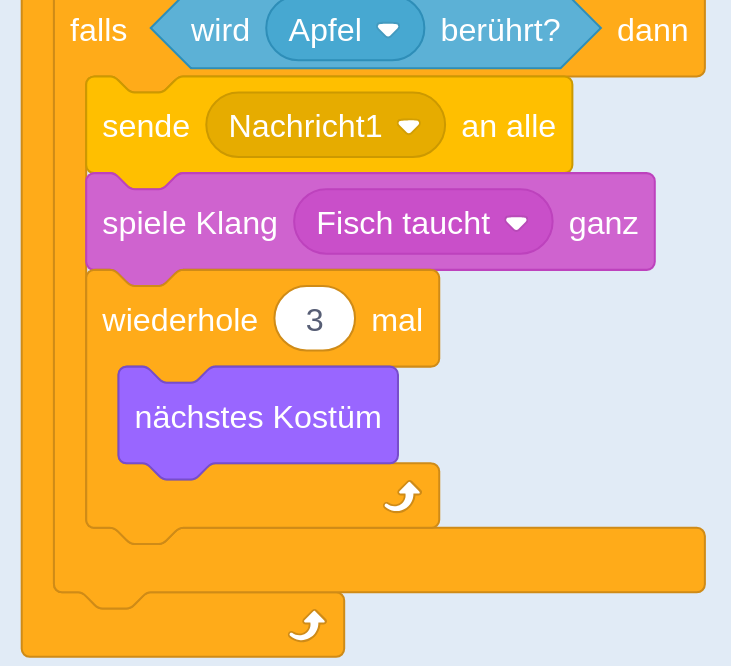 falls wird Apfel berührt? dann
sende Nachricht1 an alle
spiele Klang Fisch taucht ganz
wiederhole 3 mal
nächstes Kostüm